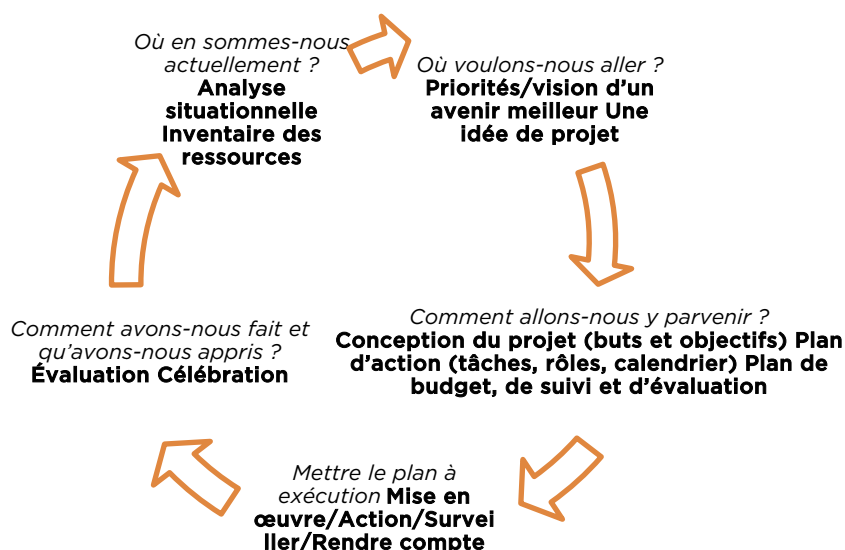 Où en sommes-nous
actuellement ?
Analyse
situationnelle
Inventaire des
ressources
Où voulons-nous aller ?
Priorités/vision d’un
avenir meilleur Une
idée de projet
Comment allons-nous y parvenir ?
Conception du projet (buts et objectifs) Plan
d’action (tâches, rôles, calendrier) Plan de
budget, de suivi et d’évaluation
Mettre le plan à
exécution Mise en
œuvre/Action/Survei
ller/Rendre compte
Comment avons-nous fait et
qu’avons-nous appris ?
Évaluation Célébration